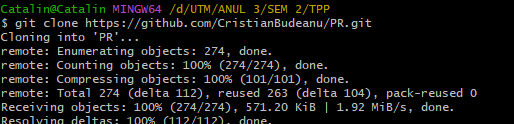 Catalin@Catalin MINGW64 /d/UTM/ANUL 3/SEM 2/TPP
$ git clone https://github.com/CristianBudeanu/PR.git
Cloning into 'PR'...
remote: Enumerating objects: 274, done.
remote: Counting objects: 100% (274/274), done.
remote: Compressing objects: 100% (101/101), done.
remote: Total 274 (delta 112), reused 263 (delta 104), pack-reused 0
Receiving objects: 100% (274/274), 571.20 KiB | 1.92 MiB/s, done.
Resolving deltas: 100% (112/112), done.